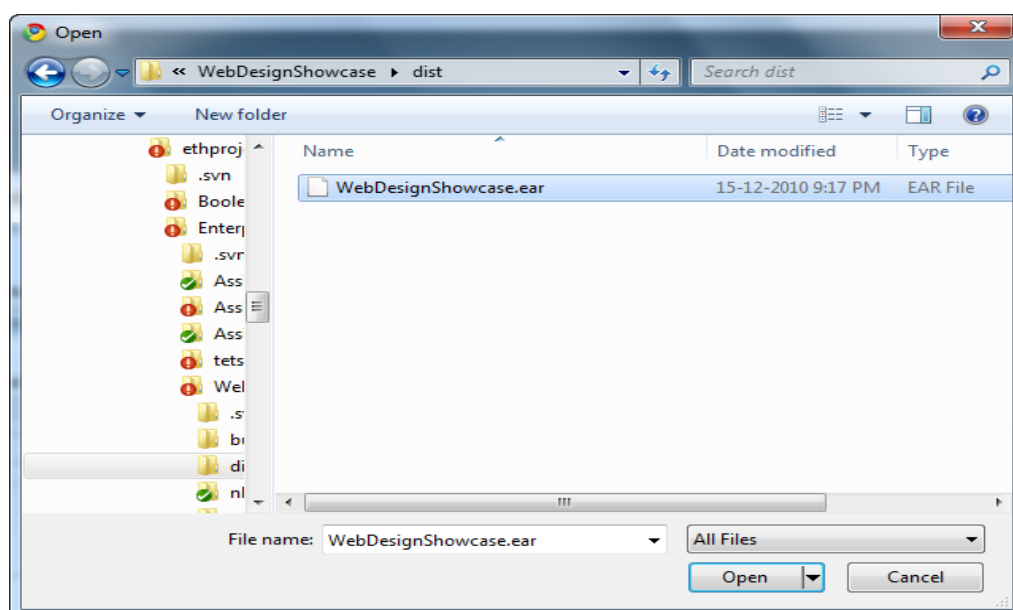 Open
« WebDesignShowcase ▸ dist
Search dist
Organize
New folder
Name
Date modified
Type
WebDesignShowcase.ear 15-12-2010 9:17 PM EAR File
ethproj
.svn
Boole
Enter
.svr
Ass
Ass
Ass
tets
Wel
.s
bu
di
nl
File name: WebDesignShowcase.ear
All Files
Open
Cancel